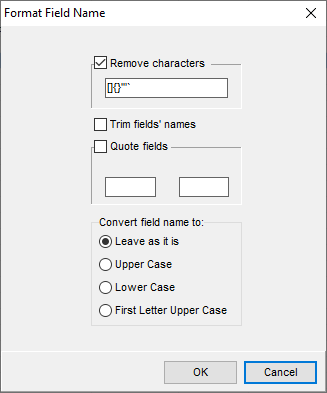 Format Field Name
Remove characters
[]{}"'`
Trim fields' names
Quote fields
Convert field name to:
Leave as it is
Upper Case
Lower Case
First Letter Upper Case
OK
Cancel